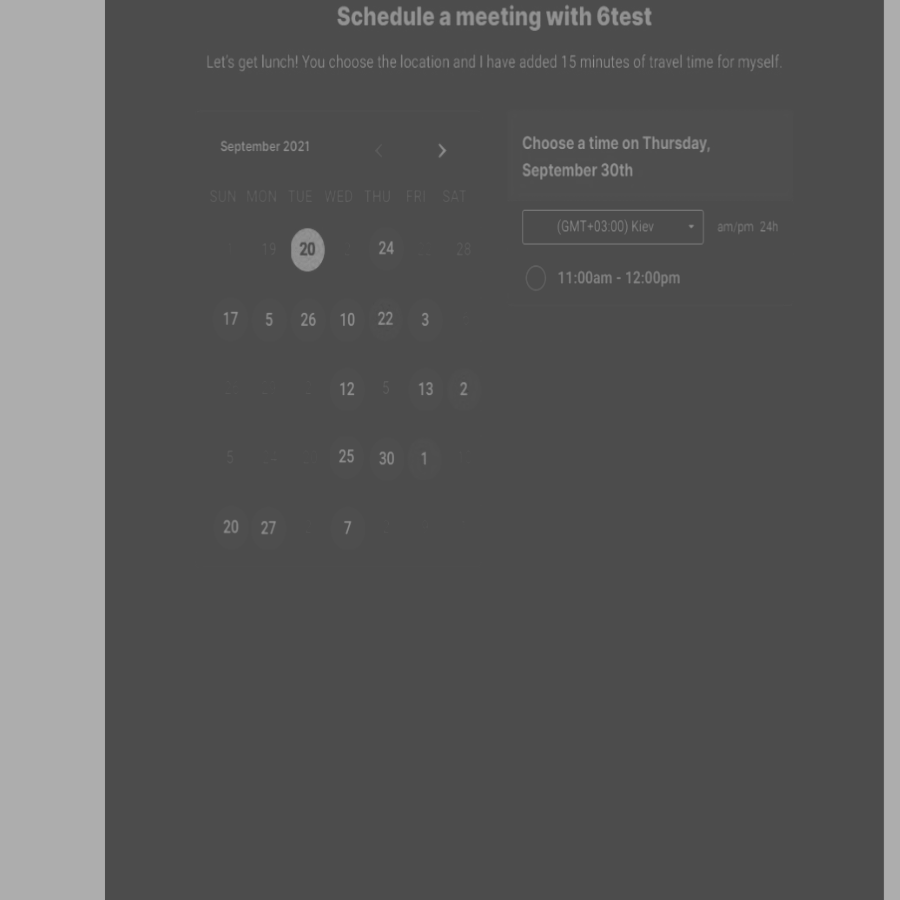 Schedule a meeting with 6test
Let's get lunch! You choose the location and I have added 15 minutes of travel time for myself.
September 2021
SUN MON TUE WED THU FRI SAT
19 20 24 28
17 5 26 10 22 3
12 5 13 2
5 25 30 1
20 27 7
Choose a time on Thursday,
September 30th
(GMT+03:00) Kiev am/pm 24h
11:00am - 12:00pm